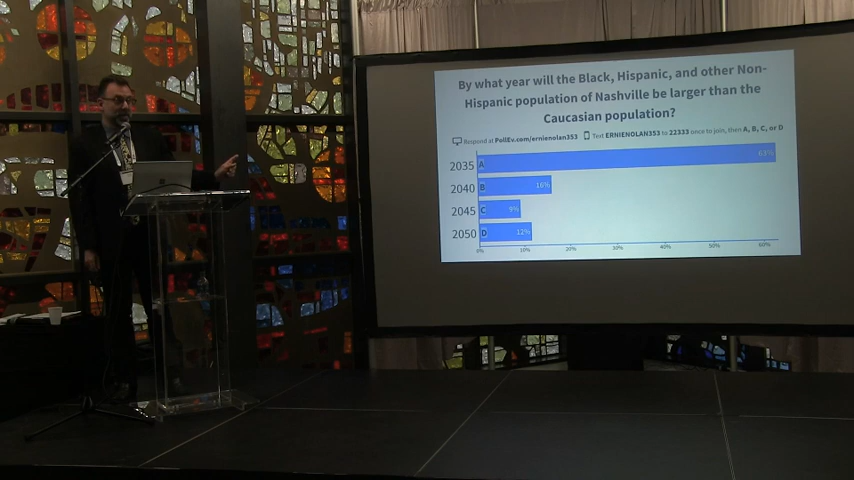 By what year will the Black, Hispanic, and other Non-
Hispanic population of Nashville be larger than the
Caucasian population?
Respond at PollEv.com/ernienolan353 Text ERNIENOLAN353 to 22333 once to join, then A, B, C, or D
2035 A 63%
2040 B 16%
2045 C 9%
2050 D 12%
0% 10% 20% 30% 40% 50% 60%